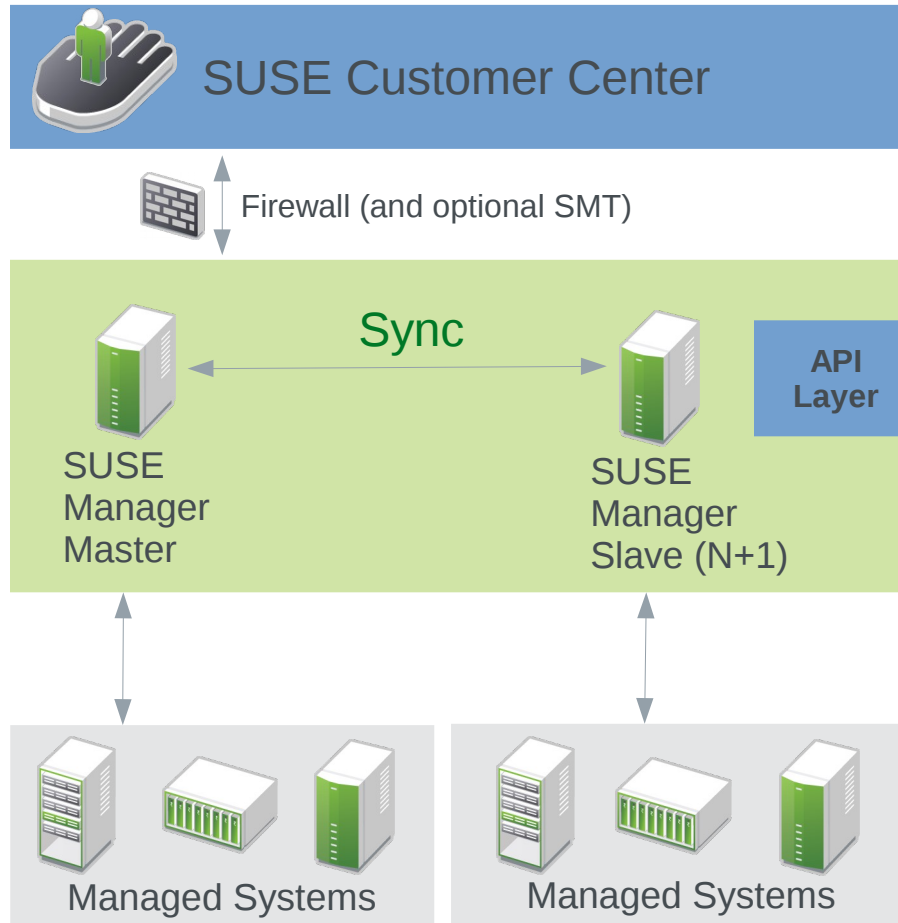 SUSE Customer Center
Firewall (and optional SMT)
Sync
API
Layer
SUSE
Manager
Master
SUSE
Manager
Slave (N+1)
Managed Systems
Managed Systems